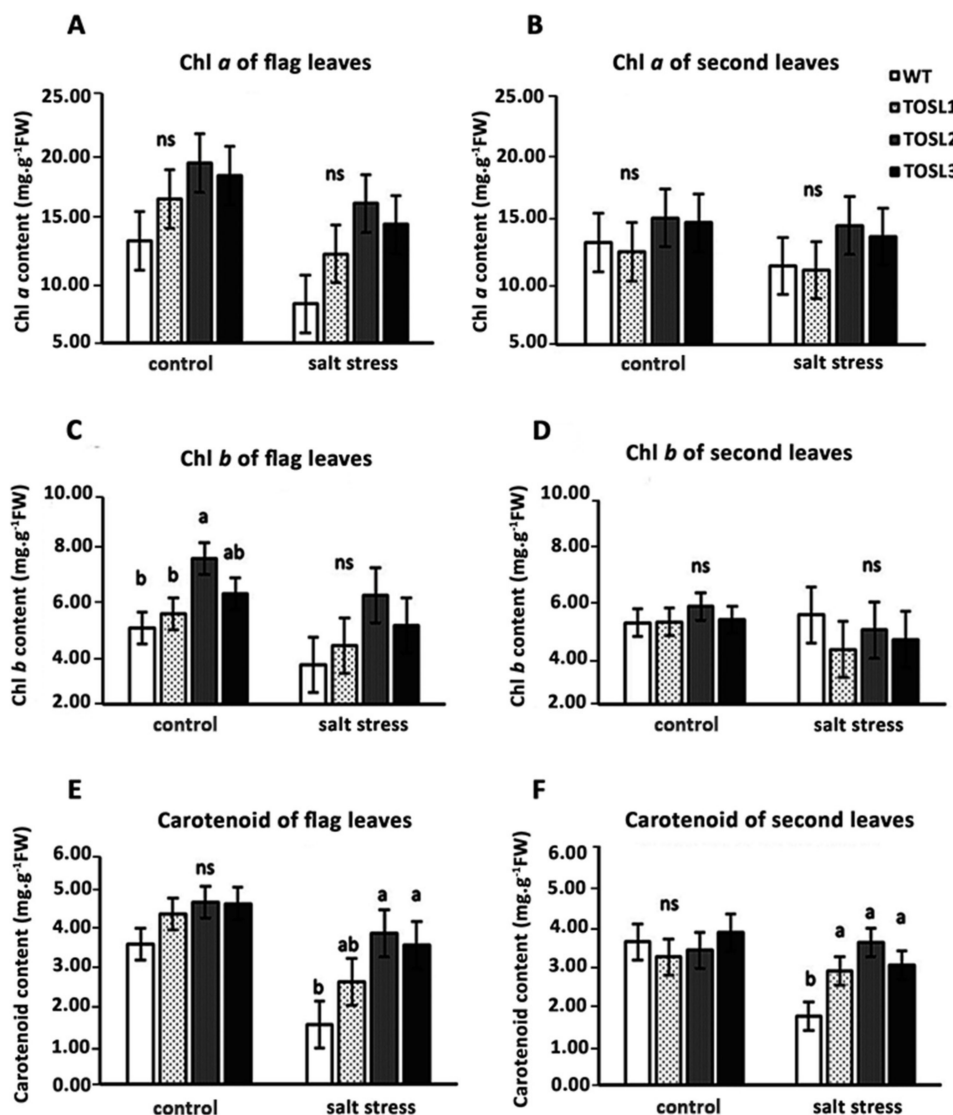 A
Chl a of flag leaves
Chl a content (mg.g⁻¹FW)
25.00
20.00
15.00
10.00
5.00
ns
ns
control
salt stress
B
Chl a of second leaves
WT
TOSL1
TOSL2
TOSL3
Chl a content (mg.g⁻¹FW)
25.00
20.00
15.00
10.00
5.00
ns
ns
control
salt stress
C
Chl b of flag leaves
Chl b content (mg.g⁻¹FW)
10.00
8.00
6.00
4.00
2.00
b b a ab
ns
control
salt stress
D
Chl b of second leaves
Chl b content (mg.g⁻¹FW)
10.00
8.00
6.00
4.00
2.00
ns
ns
control
salt stress
E
Carotenoid of flag leaves
Carotenoid content (mg.g⁻¹FW)
6.00
5.00
4.00
3.00
2.00
1.00
0.00
ns
b ab a a
control
salt stress
F
Carotenoid of second leaves
Carotenoid content (mg.g⁻¹FW)
6.00
5.00
4.00
3.00
2.00
1.00
0.00
ns
b a a a
control
salt stress